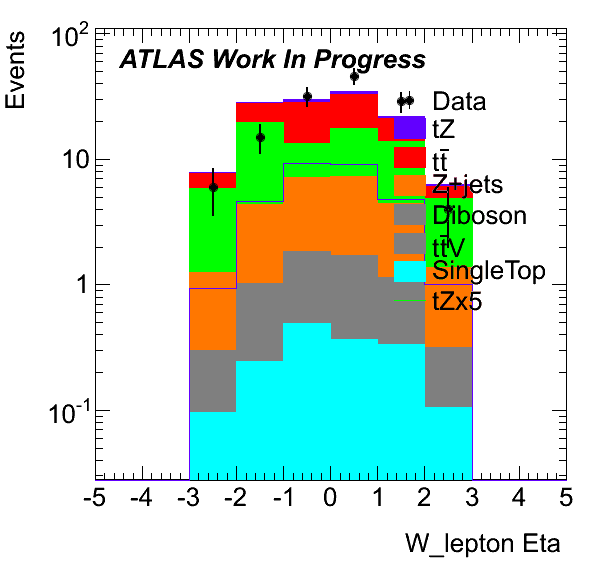 ATLAS Work In Progress
Events
10²
10
1
10⁻¹
Data
tZ
tt̄
Z+jets
Diboson
tt̄V
SingleTop
tZx5
-5 -4 -3 -2 -1 0 1 2 3 4 5
W_lepton Eta